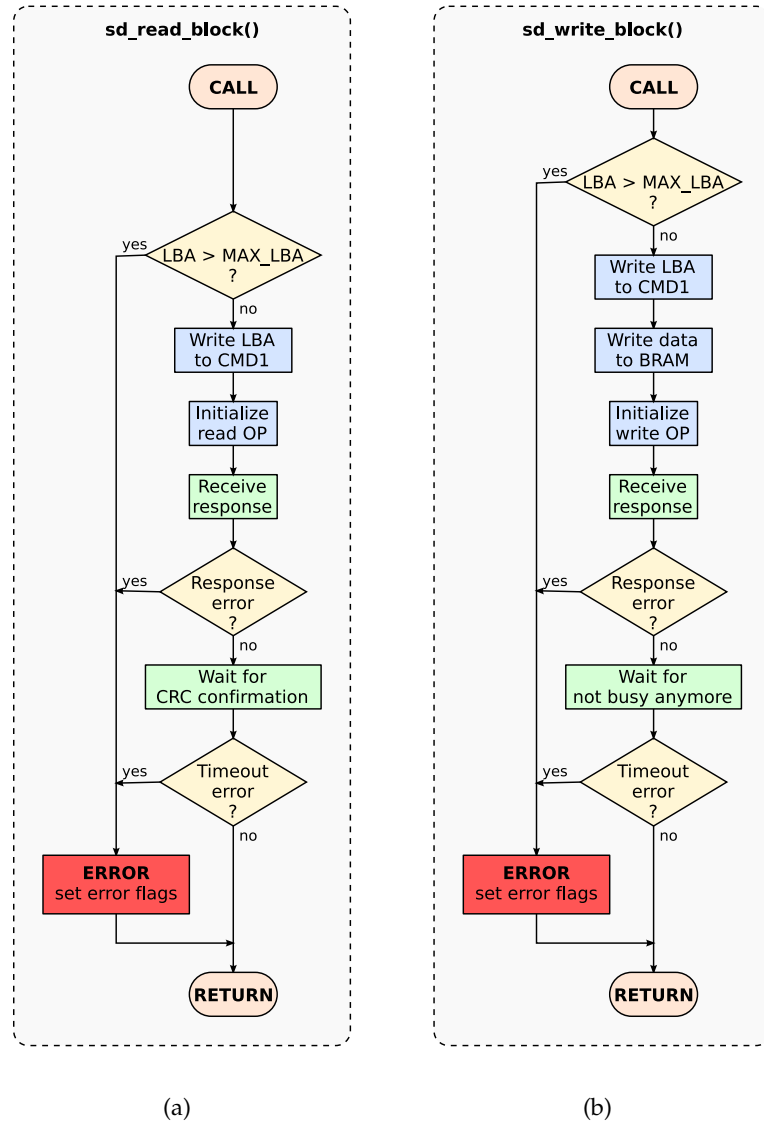 sd_read_block()
CALL
yes
LBA > MAX_LBA
?
no
Write LBA
to CMD1
Initialize
read OP
Receive
response
yes
Response
error
?
no
Wait for
CRC confirmation
yes
Timeout
error
?
no
ERROR
set error flags
RETURN
(a)
sd_write_block()
CALL
yes
LBA > MAX_LBA
?
no
Write LBA
to CMD1
Write data
to BRAM
Initialize
write OP
Receive
response
yes
Response
error
?
no
Wait for
not busy anymore
yes
Timeout
error
?
no
ERROR
set error flags
RETURN
(b)